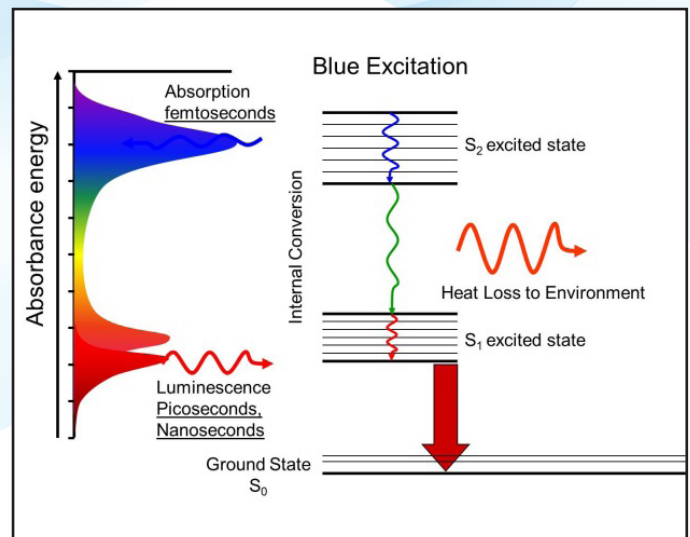 Blue Excitation
Absorption
femtoseconds
Absorbance energy
S2 excited state
Internal Conversion
Heat Loss to Environment
S1 excited state
Luminescence
Picoseconds,
Nanoseconds
Ground State
S0